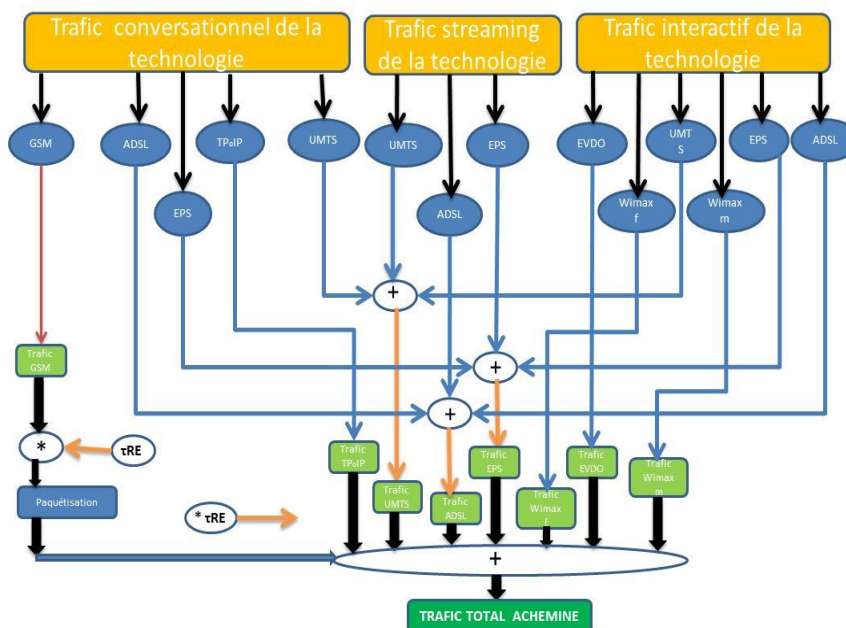 Trafic conversationnel de la
technologie
Trafic streaming
de la technologie
Trafic interactif de la
technologie
GSM
ADSL
TPoIP
UMTS
UMTS
EPS
EVDO
UMT
S
EPS
ADSL
EPS
ADSL
Wimax
f
Wimax
m
+
Trafic
GSM
+
+
*
τRE
Trafic
TPoIP
Trafic
EPS
Trafic
EVDO
Trafic
Wimax
m
Paquétisation
* τRE
Trafic
UMTS
Trafic
ADSL
Trafic
Wimax
f
+
TRAFIC TOTAL ACHEMINE